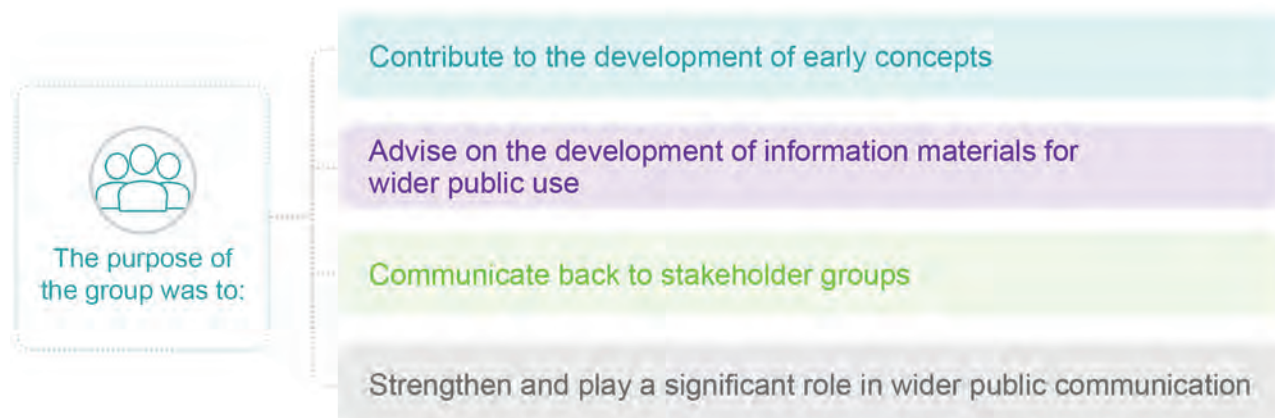 The purpose of
the group was to:
Contribute to the development of early concepts
Advise on the development of information materials for
wider public use
Communicate back to stakeholder groups
Strengthen and play a significant role in wider public communication